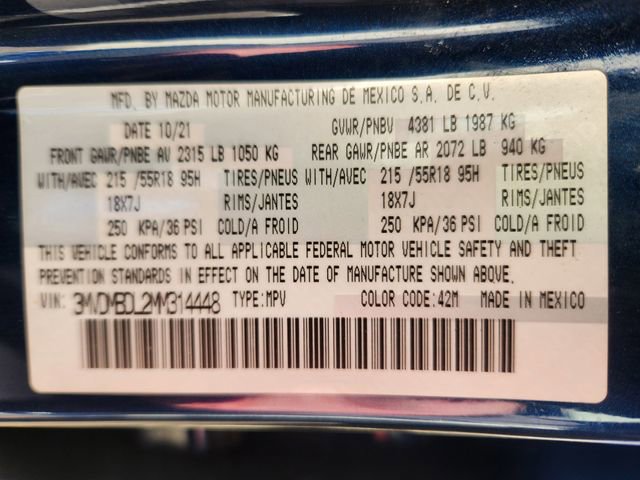 MFD. BY MAZDA MOTOR MANUFACTURING DE MEXICO S.A. DE C.V.
DATE 10/21 GVWR/PNBV 4381 LB 1987 KG
FRONT GAWR/PNBE AV 2315 LB 1050 KG REAR GAWR/PNBE AR 2072 LB 940 KG
WITH/AVEC 215 /55R18 95H TIRES/PNEUS WITH/AVEC 215 /55R18 95H TIRES/PNEUS
18X7J RIMS/JANTES 18X7J RIMS/JANTES
250 KPA/36 PSI COLD/A FROID 250 KPA/36 PSI COLD/A FROID
THIS VEHICLE CONFORMS TO ALL APPLICABLE FEDERAL MOTOR VEHICLE SAFETY AND THEFT
PREVENTION STANDARDS IN EFFECT ON THE DATE OF MANUFACTURE SHOWN ABOVE.
VIN: 3MVDMBDL2MM314448 TYPE:MPV COLOR CODE:42M MADE IN MEXICO